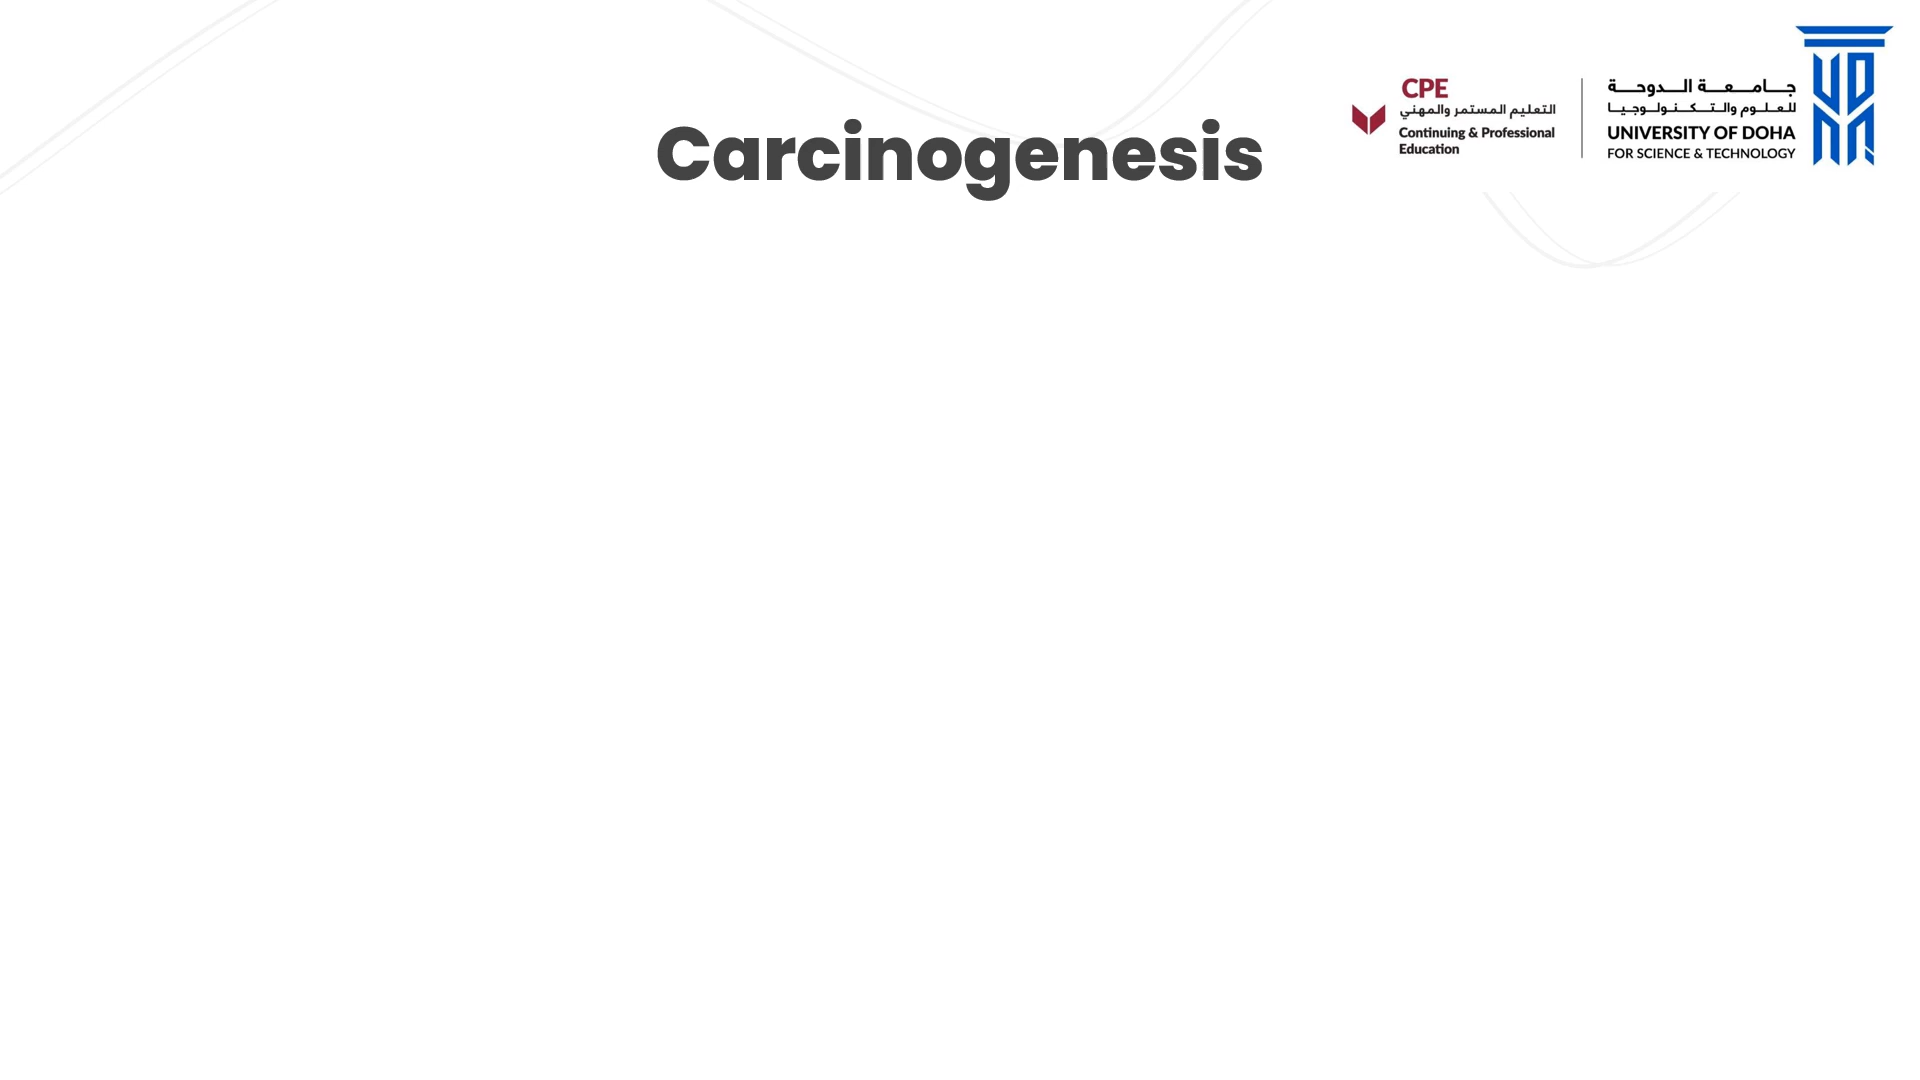 Carcinogenesis
CPE
التعليم المستمر والمهني
Continuing & Professional
Education
جامعة الدوحة
للعلوم والتكنولوجيا
UNIVERSITY OF DOHA
FOR SCIENCE & TECHNOLOGY